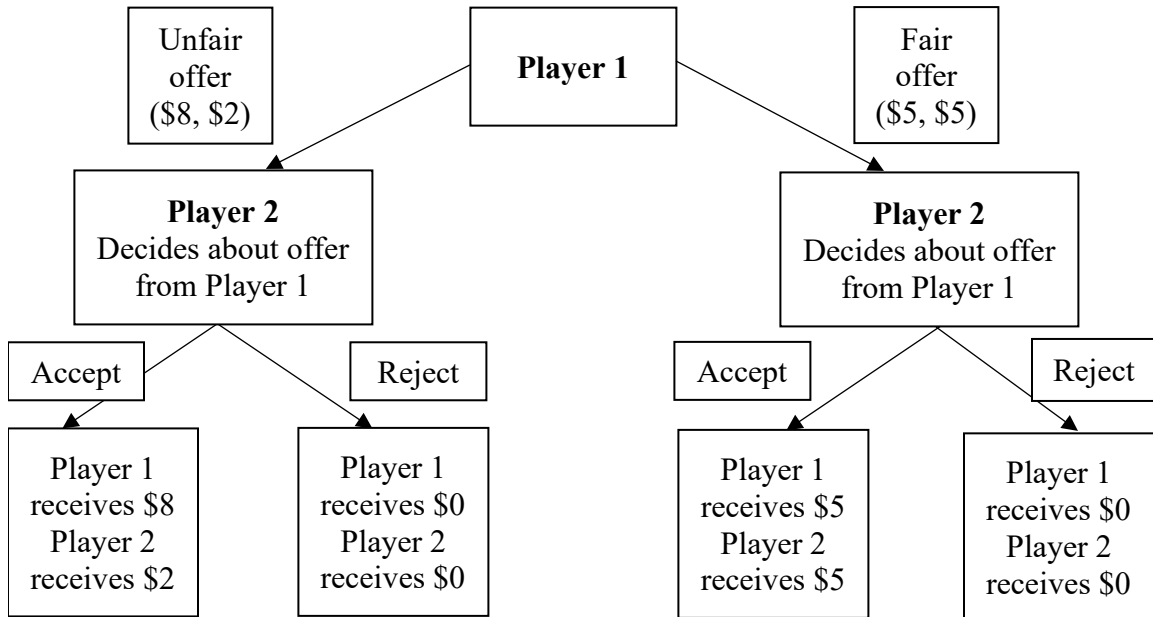 Unfair
offer
($8, $2)
Player 1
Fair
offer
($5, $5)
Player 2
Decides about offer
from Player 1
Player 2
Decides about offer
from Player 1
Accept
Reject
Accept
Reject
Player 1
receives $8
Player 2
receives $2
Player 1
receives $0
Player 2
receives $0
Player 1
receives $5
Player 2
receives $5
Player 1
receives $0
Player 2
receives $0